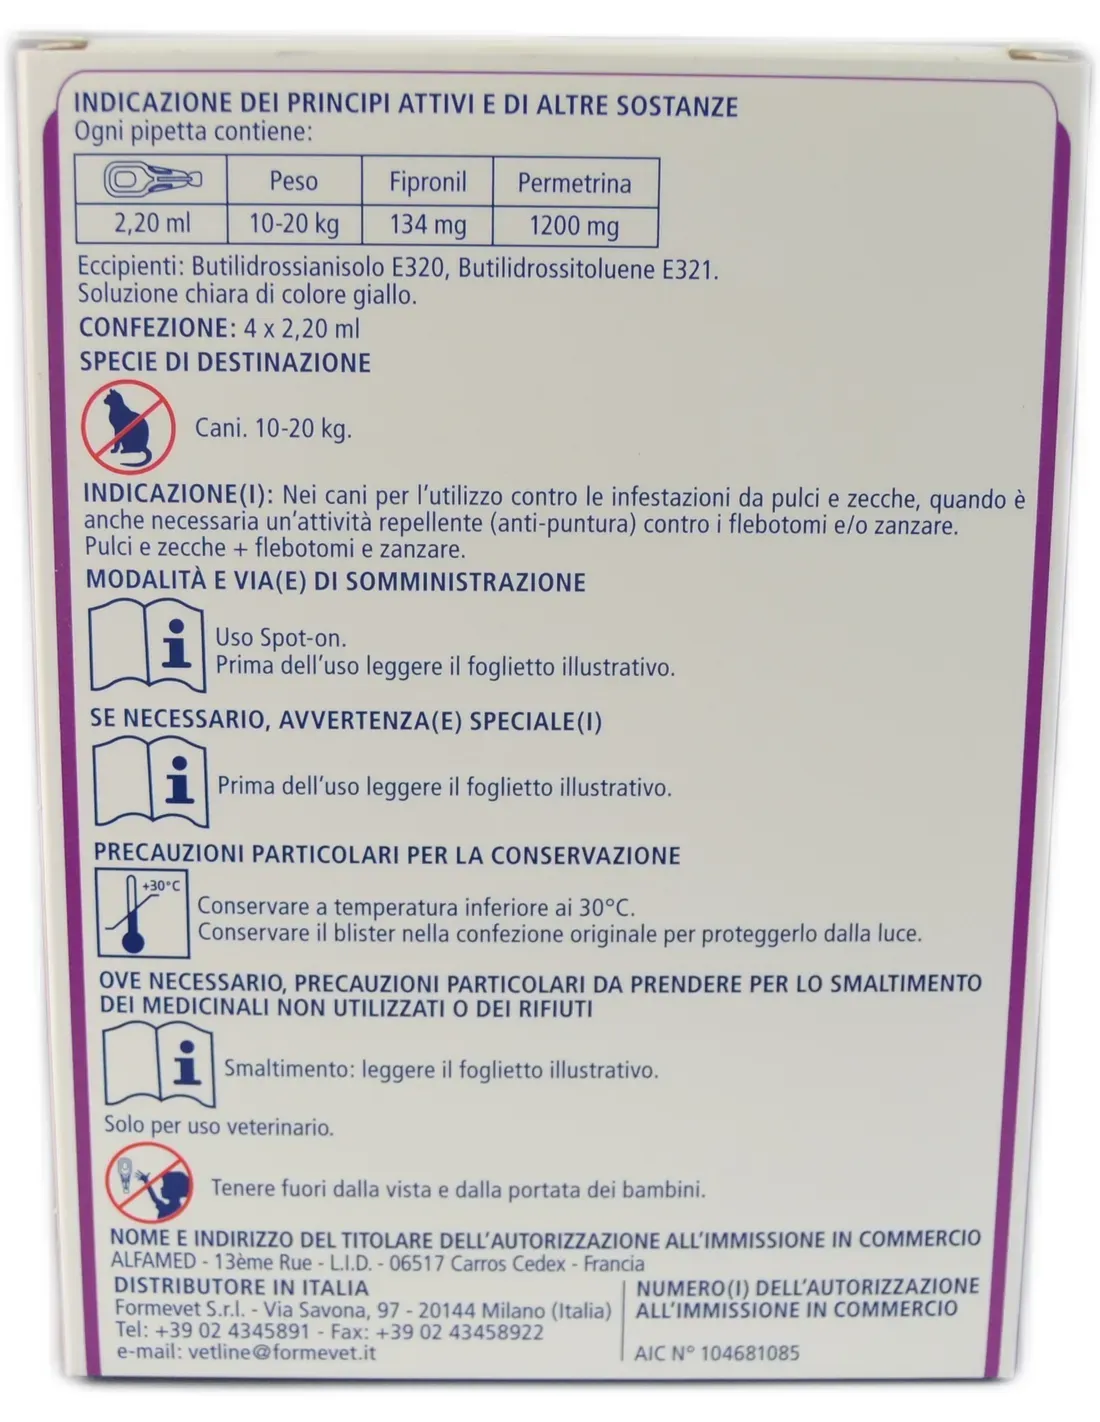 INDICAZIONE DEI PRINCIPI ATTIVI E DI ALTRE SOSTANZE
Ogni pipetta contiene:
Peso Fipronil Permetrina
2,20 ml 10-20 kg 134 mg 1200 mg
Eccipienti: Butilidrossianisolo E320, Butilidrossitoluene E321.
Soluzione chiara di colore giallo.
CONFEZIONE: 4 x 2,20 ml
SPECIE DI DESTINAZIONE
Cani. 10-20 kg.
INDICAZIONE(I): Nei cani per l'utilizzo contro le infestazioni da pulci e zecche, quando è
anche necessaria un'attività repellente (anti-puntura) contro i flebotomi e/o zanzare.
Pulci e zecche + flebotomi e zanzare.
MODALITÀ E VIA(E) DI SOMMINISTRAZIONE
Uso Spot-on.
Prima dell'uso leggere il foglietto illustrativo.
SE NECESSARIO, AVVERTENZA(E) SPECIALE(I)
Prima dell'uso leggere il foglietto illustrativo.
PRECAUZIONI PARTICOLARI PER LA CONSERVAZIONE
+30°C
Conservare a temperatura inferiore ai 30°C.
Conservare il blister nella confezione originale per proteggerlo dalla luce.
OVE NECESSARIO, PRECAUZIONI PARTICOLARI DA PRENDERE PER LO SMALTIMENTO
DEI MEDICINALI NON UTILIZZATI O DEI RIFIUTI
Smaltimento: leggere il foglietto illustrativo.
Solo per uso veterinario.
Tenere fuori dalla vista e dalla portata dei bambini.
NOME E INDIRIZZO DEL TITOLARE DELL'AUTORIZZAZIONE ALL'IMMISSIONE IN COMMERCIO
ALFAMED - 13ème Rue - L.I.D. - 06517 Carros Cedex - Francia
DISTRIBUTORE IN ITALIA
Formevet S.r.l. - Via Savona, 97 - 20144 Milano (Italia)
Tel: +39 02 4345891 - Fax: +39 02 43458922
e-mail: vetline@formevet.it
NUMERO(I) DELL'AUTORIZZAZIONE
ALL'IMMISSIONE IN COMMERCIO
AIC N° 104681085